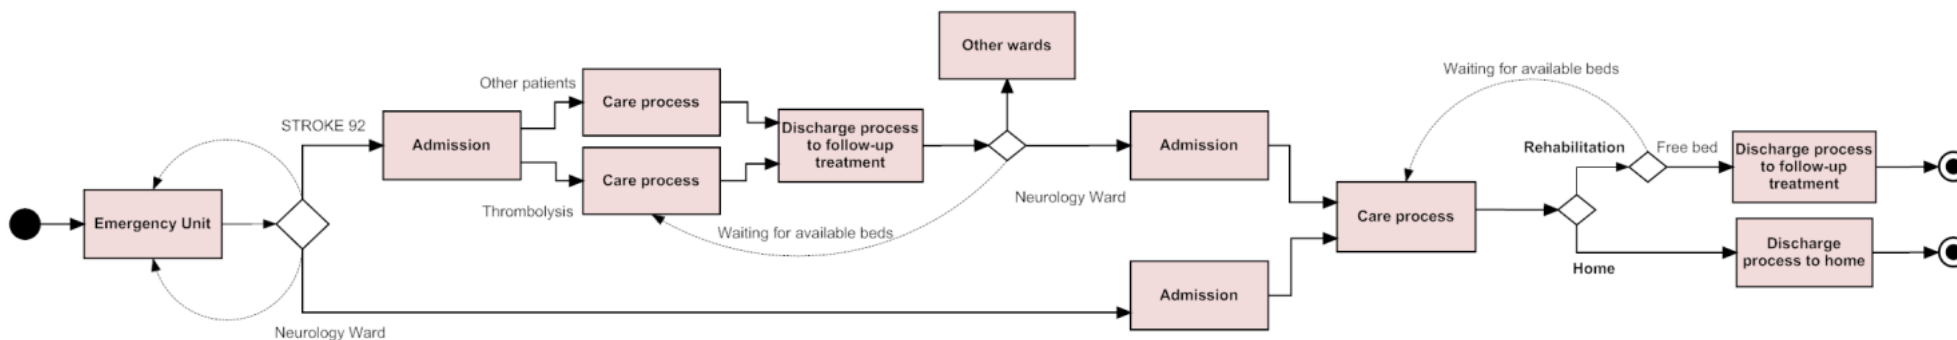 Emergency Unit
STROKE 92
Neurology Ward
Admission
Other patients
Care process
Thrombolysis
Care process
Discharge process
to follow-up
treatment
Waiting for available beds
Other wards
Neurology Ward
Admission
Admission
Waiting for available beds
Care process
Rehabilitation
Free bed
Home
Discharge process
to follow-up
treatment
Discharge
process to home